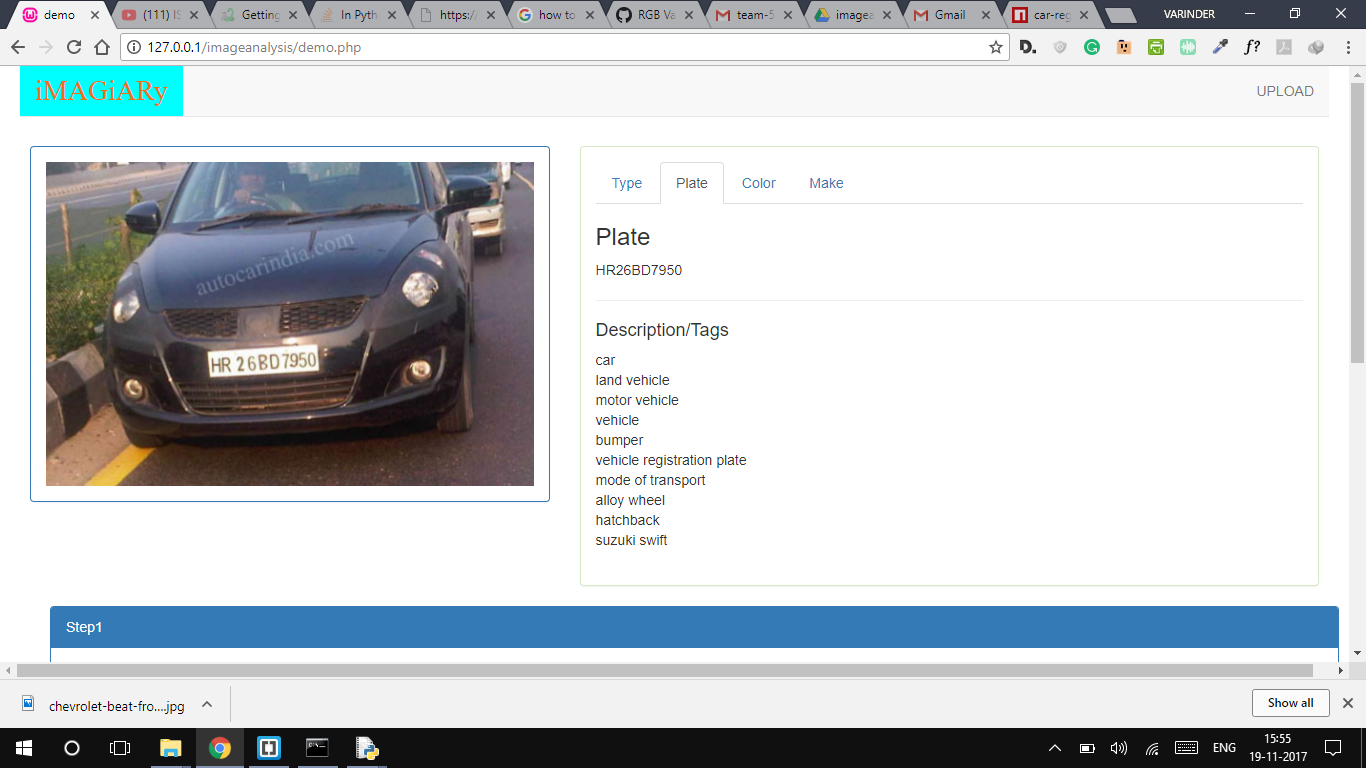 demo
(111) IS
Getting
In Pyth
https:/
how to
RGB Va
team-5
imagea
Gmail
car-reg
VARINDER
127.0.0.1/imageanalysis/demo.php
D.
f?
iMAGiARy
UPLOAD
autocarindia.com
HR26BD7950
Type
Plate
Color
Make
Plate
HR26BD7950
Description/Tags
car
land vehicle
motor vehicle
vehicle
bumper
vehicle registration plate
mode of transport
alloy wheel
hatchback
suzuki swift
Step1
chevrolet-beat-fro....jpg
Show all
ENG
15:55
19-11-2017